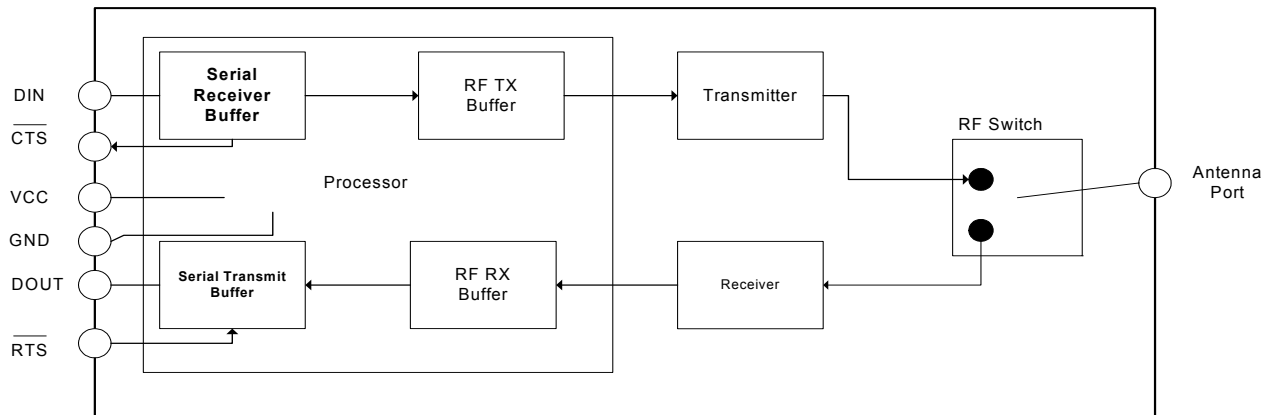 DIN
CTS
VCC
GND
DOUT
RTS
Serial
Receiver
Buffer
RF TX
Buffer
Transmitter
RF Switch
Antenna
Port
Processor
Serial Transmit
Buffer
RF RX
Buffer
Receiver